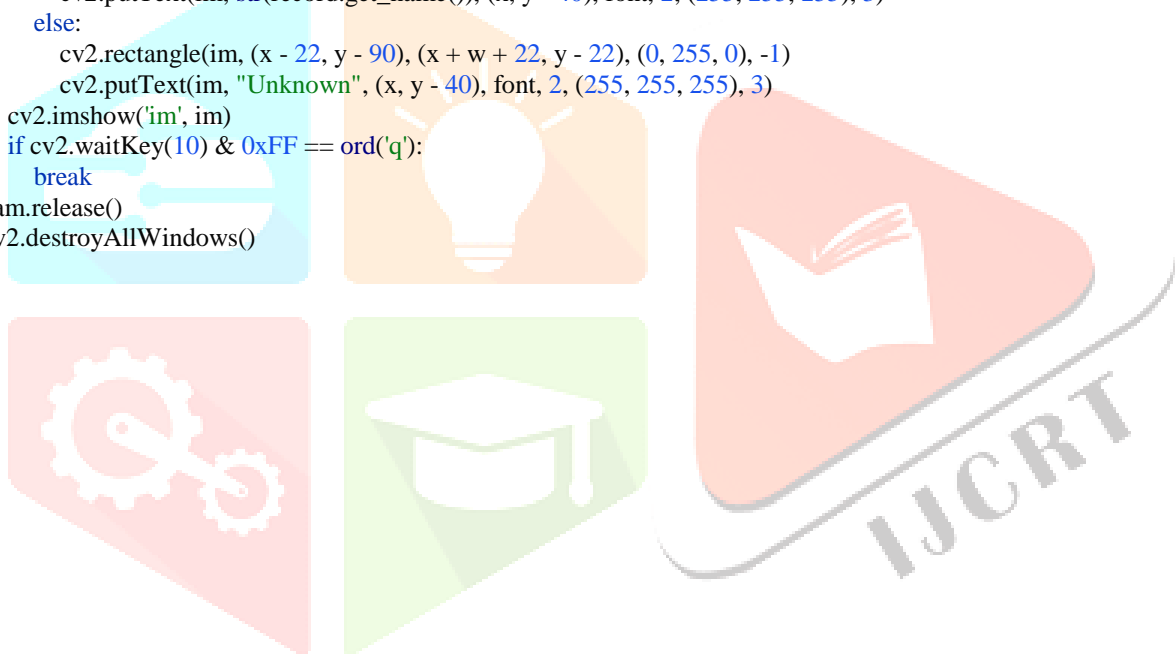 else:
cv2.rectangle(im, (x - 22, y - 90), (x + w + 22, y - 22), (0, 255, 0), -1)
cv2.putText(im, "Unknown", (x, y - 40), font, 2, (255, 255, 255), 3)
cv2.imshow('im', im)
if cv2.waitKey(10) & 0xFF == ord('q'):
break
am.release()
v2.destroyAllWindows()
IJCRT